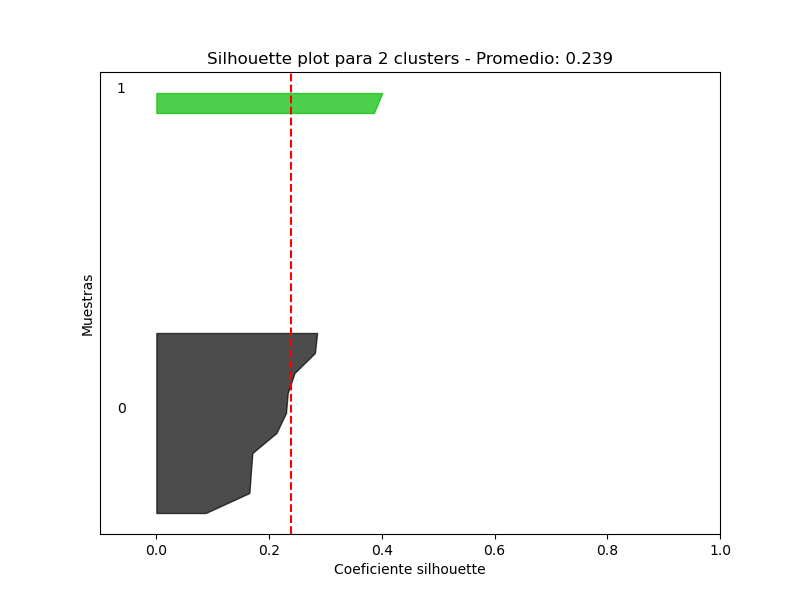 Silhouette plot para 2 clusters - Promedio: 0.239
1
0
Muestras
0.0 0.2 0.4 0.6 0.8 1.0
Coeficiente silhouette